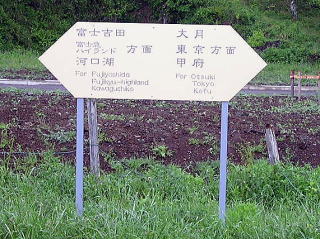 富士吉田
富士急
ハイランド 方面
河口湖
For Fujiyoshida
Fujikyu-highland
Kawaguchiko
大月
東京方面
甲府
For Otsuki
Tokyo
Kofu